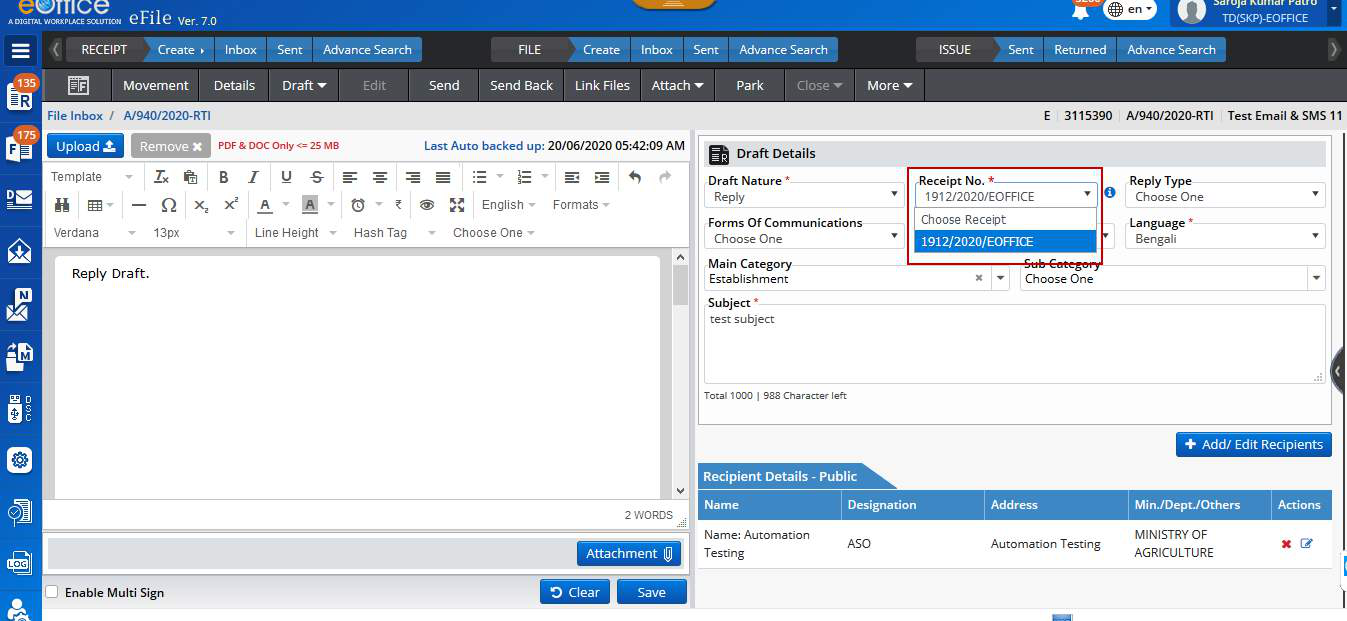 eOffice
A DIGITAL WORKPLACE SOLUTION eFile Ver. 7.0
en
Saroja Kumar Patro
TD(SKP)-EOFFICE
RECEIPT Create Inbox Sent Advance Search FILE Create Inbox Sent Advance Search ISSUE Sent Returned Advance Search
135
R
Movement Details Draft Edit Send Send Back Link Files Attach Park Close More
File Inbox / A/940/2020-RTI
E 3115390 A/940/2020-RTI Test Email & SMS 11
175
F
Upload Remove PDF & DOC Only <= 25 MB Last Auto backed up: 20/06/2020 05:42:09 AM
Template
B I U S
English Formats
Verdana 13px Line Height Hash Tag Choose One
Reply Draft.
2 WORDS
Attachment
Enable Multi Sign
Clear Save
D
N
M
DSC
LOG
Draft Details
Draft Nature *
Reply
Receipt No. *
1912/2020/EOFFICE
Choose Receipt
1912/2020/EOFFICE
Reply Type
Choose One
Forms Of Communications
Choose One
Language *
Bengali
Main Category
Establishment
Sub Category
Choose One
Subject *
test subject
Total 1000 | 988 Character left
Add/ Edit Recipients
Recipient Details - Public
Name Designation Address Min./Dept./Others Actions
Name: Automation Testing ASO Automation Testing MINISTRY OF AGRICULTURE